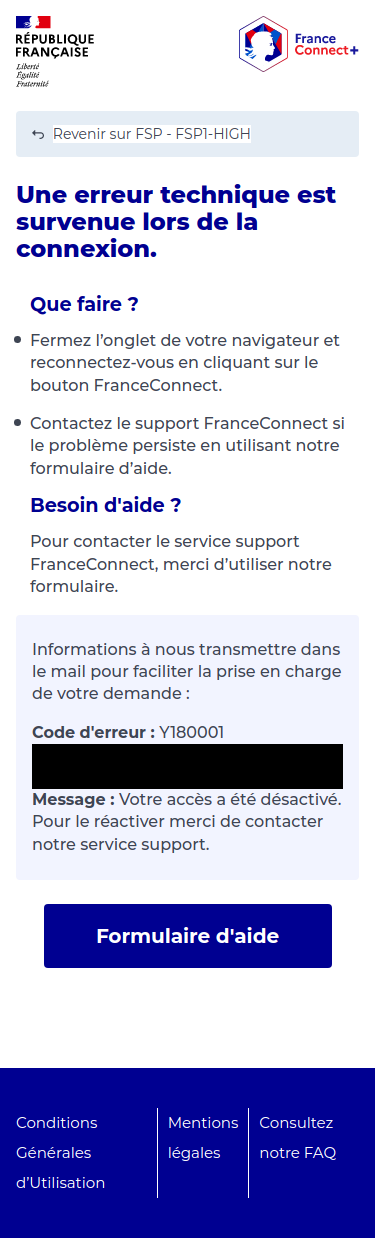 RÉPUBLIQUE
FRANÇAISE
Liberté
Égalité
Fraternité
France
Connect+
Revenir sur FSP - FSP1-HIGH
Une erreur technique est
survenue lors de la
connexion.
Que faire ?
Fermez l’onglet de votre navigateur et
reconnectez-vous en cliquant sur le
bouton FranceConnect.
Contactez le support FranceConnect si
le problème persiste en utilisant notre
formulaire d’aide.
Besoin d'aide ?
Pour contacter le service support
FranceConnect, merci d’utiliser notre
formulaire.
Informations à nous transmettre dans
le mail pour faciliter la prise en charge
de votre demande :
Code d'erreur : Y180001
Message : Votre accès a été désactivé.
Pour le réactiver merci de contacter
notre service support.
Formulaire d'aide
Conditions
Générales
d’Utilisation
Mentions
légales
Consultez
notre FAQ